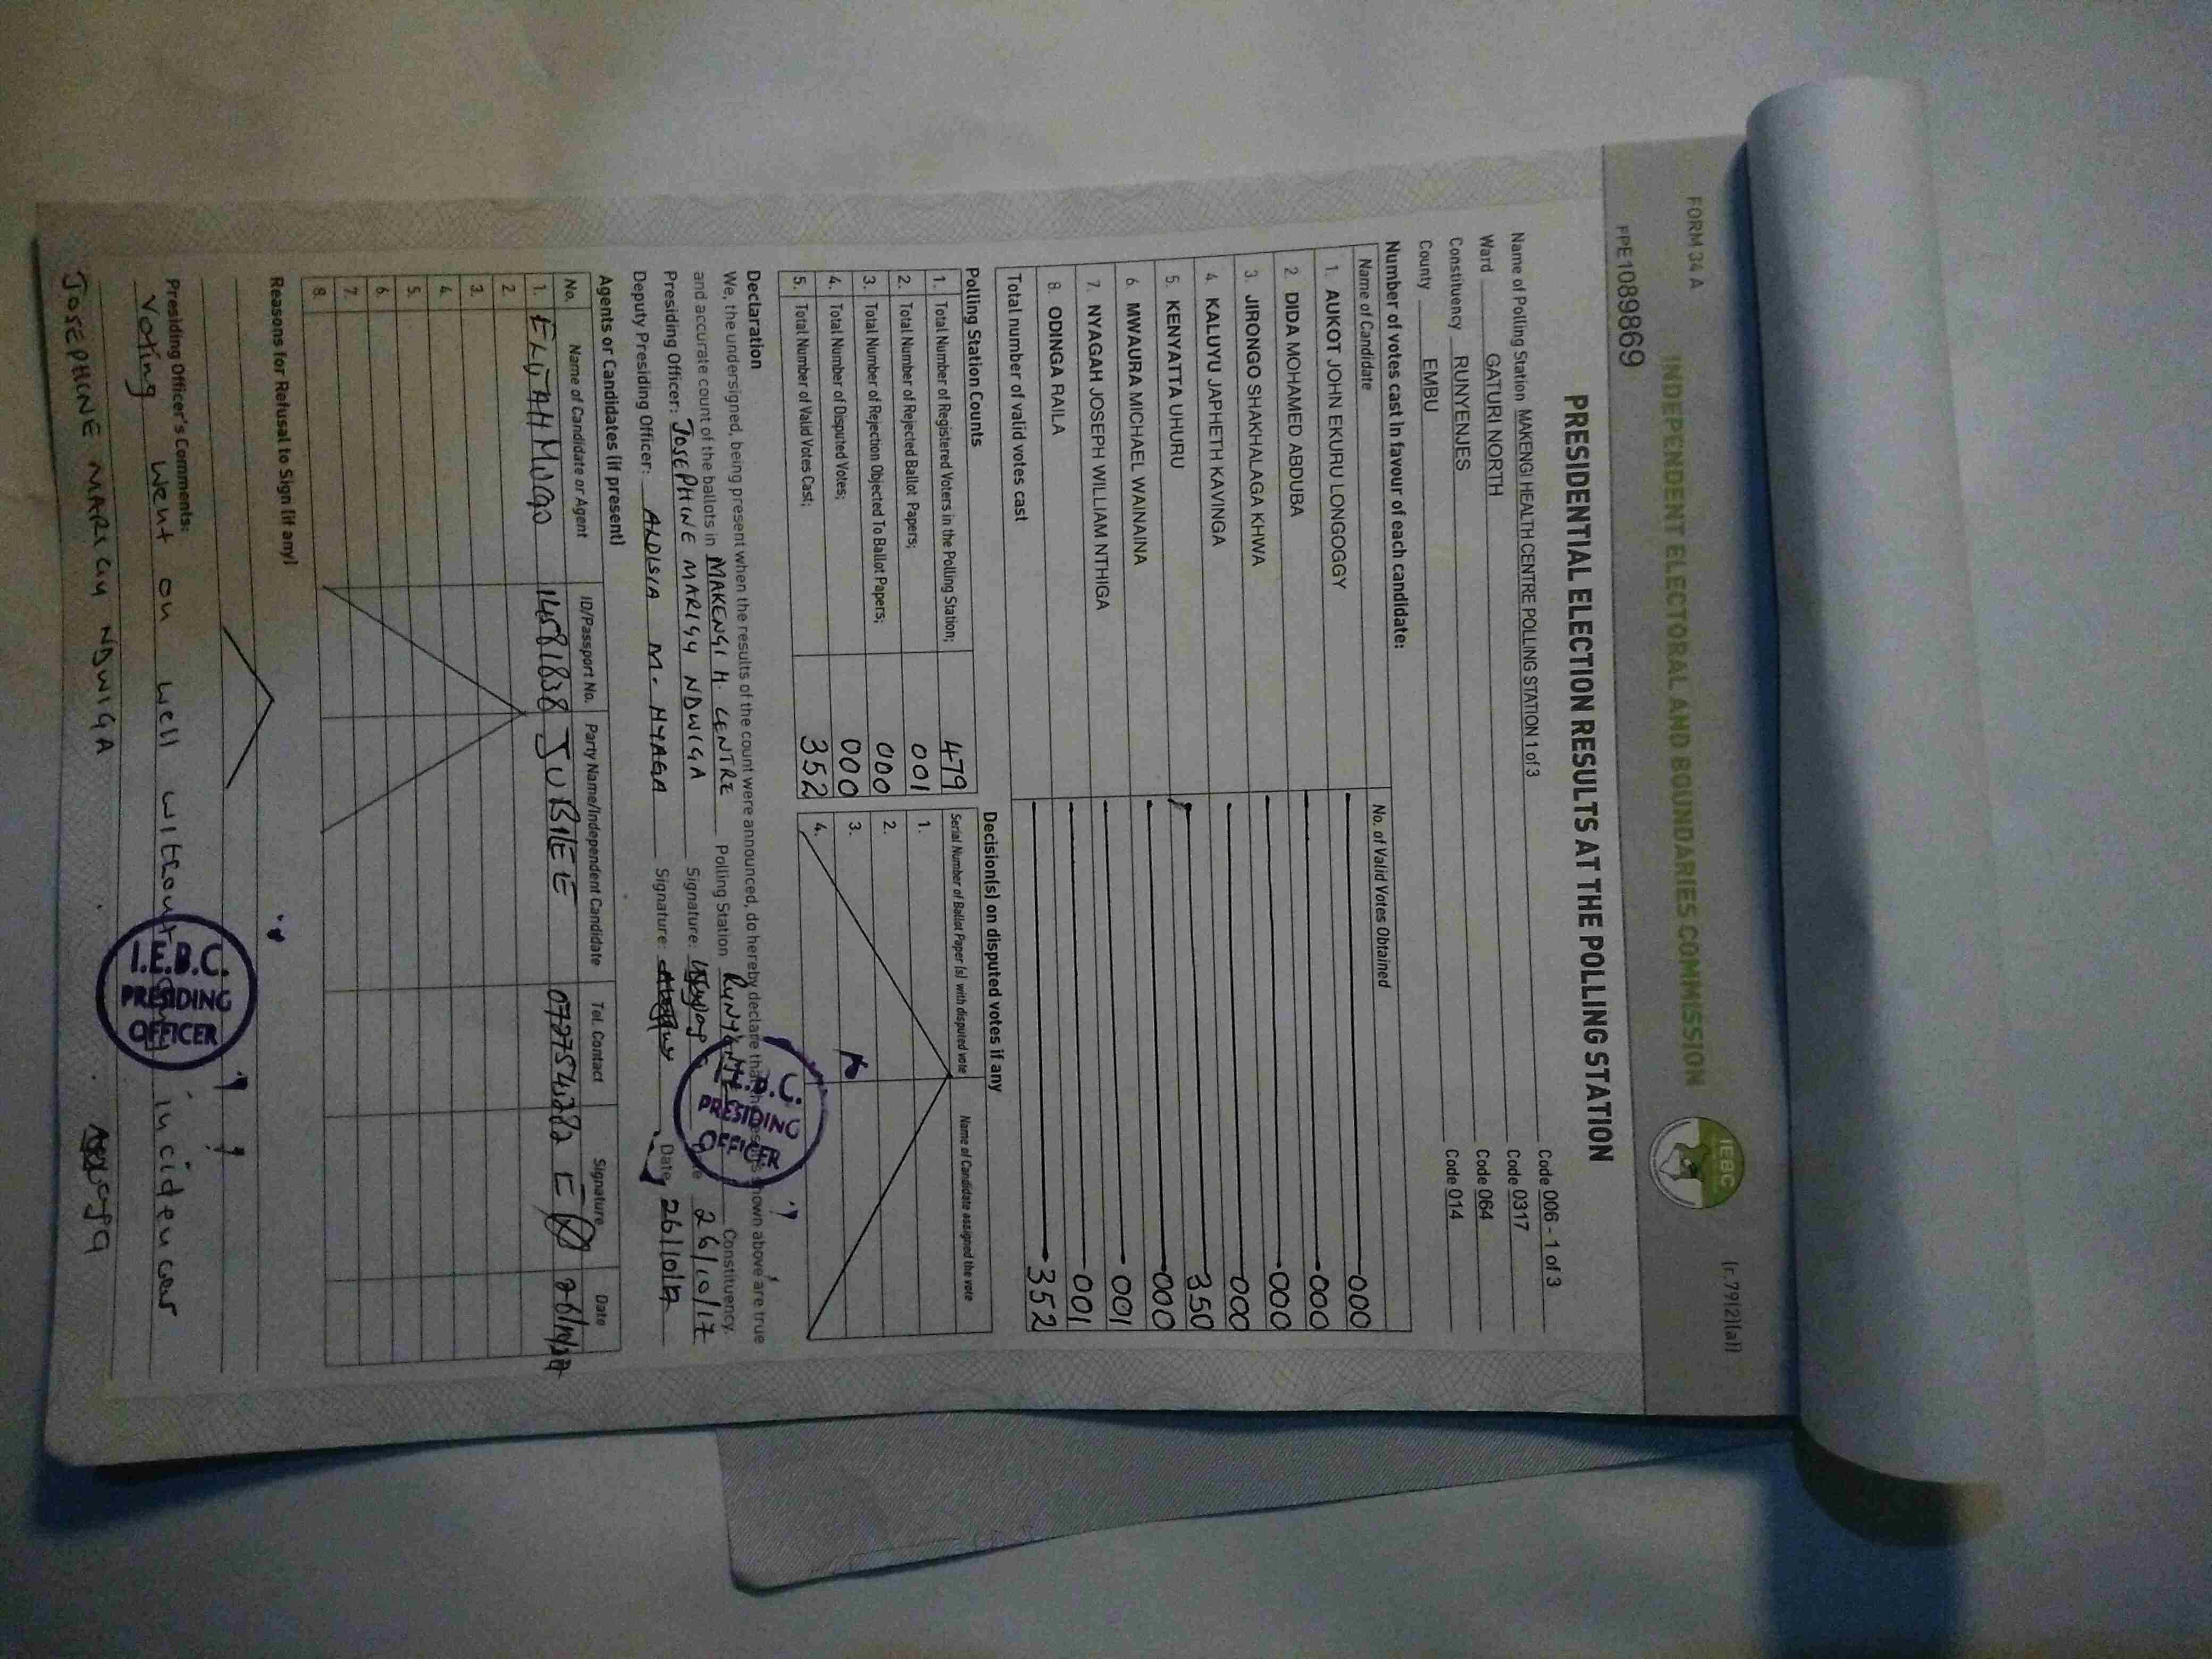 FORM 34 A
(r.79(2)(a))
INDEPENDENT ELECTORAL AND BOUNDARIES COMMISSION
IEBC
FPE1089869
PRESIDENTIAL ELECTION RESULTS AT THE POLLING STATION
Name of Polling Station MAKENGI HEALTH CENTRE POLLING STATION 1 of 3 Code 006 - 1 of 3
Ward GATURI NORTH Code 0317
Constituency RUNYENJES Code 064
County EMBU Code 014
Number of votes cast in favour of each candidate:
Name of Candidate No. of Valid Votes Obtained
1. AUKOT JOHN EKURU LONGOGGY 000
2. DIDA MOHAMED ABDUBA 000
3. JIRONGO SHAKHALAGA KHWA 000
4. KALUYU JAPHETH KAVINGA 000
5. KENYATTA UHURU 350
6. MWAURA MICHAEL WAINAINA 000
7. NYAGAH JOSEPH WILLIAM NTHIGA 001
8. ODINGA RAILA 001
Total number of valid votes cast 352
Polling Station Counts
1. Total Number of Registered Voters in the Polling Station; 479
2. Total Number of Rejected Ballot Papers; 001
3. Total Number of Rejection Objected To Ballot Papers; 000
4. Total Number of Disputed Votes; 000
5. Total Number of Valid Votes Cast; 352
Decision(s) on disputed votes if any
Serial Number of Ballot Paper (s) with disputed vote Name of Candidate assigned the vote
1.
2.
3.
4.
Declaration
We, the undersigned, being present when the results of the count were announced, do hereby declare that the results shown above are true
and accurate count of the ballots in MAKENGI H. CENTRE Polling Station Constituency.
Presiding Officer: JOSEPHINE MARIGU NDWIGA Signature: Date 26/10/17
Deputy Presiding Officer: ALOISIA M. NYAGA Signature: Date 26/10/17
I.E.B.C.
PRESIDING
OFFICER
Agents or Candidates (if present)
No. Name of Candidate or Agent ID/Passport No. Party Name/Independent Candidate Tel. Contact Signature Date
1. ELIJAH 14581838 JUBILEE
2.
3.
4.
5.
6.
7.
8.
Reasons for Refusal to Sign (if any)
Presiding Officer's Comments:
Voting went on well without
I.E.B.C.
PRESIDING
OFFICER
JOSEPHINE MARIGU NDWIGA